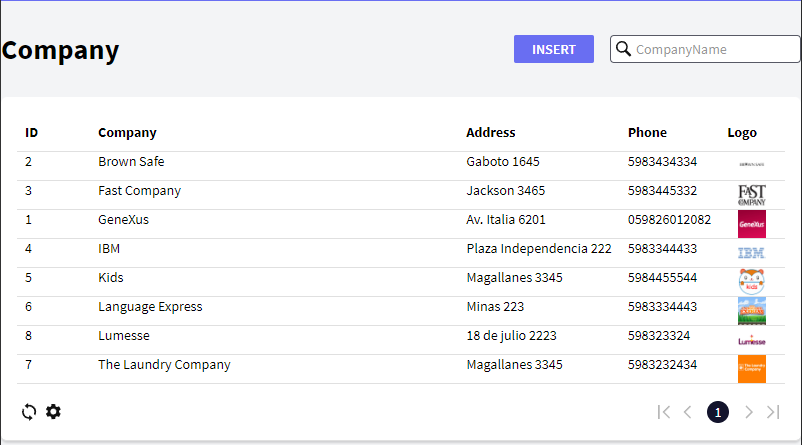 Company
INSERT
CompanyName
ID Company Address Phone Logo
2 Brown Safe Gaboto 1645 5983434334
3 Fast Company Jackson 3465 5983445332 FAST COMPANY
1 GeneXus Av. Italia 6201 059826012082 GeneXus
4 IBM Plaza Independencia 222 5983344433 IBM
5 Kids Magallanes 3345 5984455544 kids
6 Language Express Minas 223 5983334443
8 Lumesse 18 de julio 2223 598323324 Lumesse
7 The Laundry Company Magallanes 3345 5983232434 The Laundry Company
1